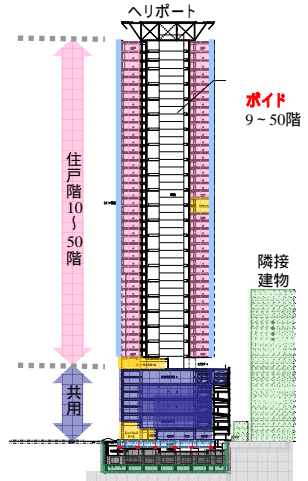 ヘリポート
ボイド
9~50階
住戸階10~50階
隣接
建物
共用